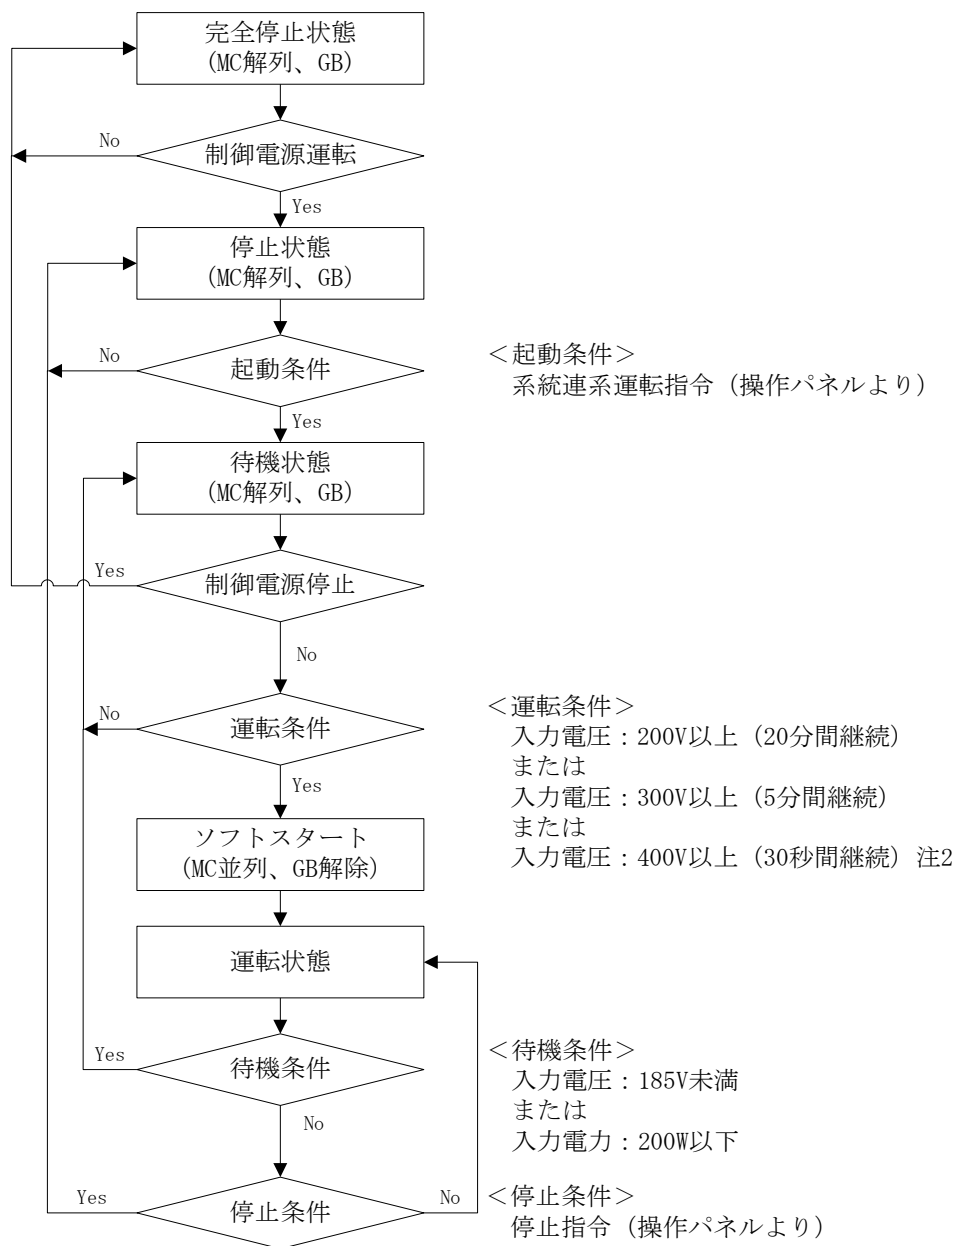 完全停止状態
(MC解列、GB)
No
制御電源運転
Yes
停止状態
(MC解列、GB)
No
起動条件
Yes
<起動条件>
系統連系運転指令 (操作パネルより)
待機状態
(MC解列、GB)
Yes
制御電源停止
No
No
運転条件
Yes
<運転条件>
入力電圧:200V以上 (20分間継続)
または
入力電圧:300V以上 (5分間継続)
または
入力電圧:400V以上 (30秒間継続) 注2
ソフトスタート
(MC並列、GB解除)
運転状態
Yes
待機条件
No
<待機条件>
入力電圧:185V未満
または
入力電力:200W以下
Yes
停止条件
No
<停止条件>
停止指令 (操作パネルより)